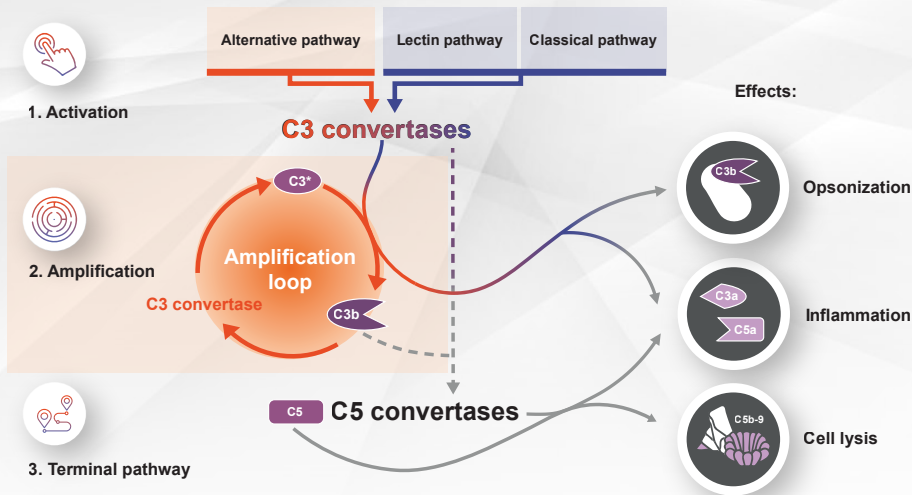 Alternative pathway
Lectin pathway
Classical pathway
1. Activation
Effects:
C3 convertases
C3*
C3b
Opsonization
2. Amplification
Amplification
loop
C3 convertase
C3b
C3a
C5a
Inflammation
C5
C5 convertases
C5b-9
Cell lysis
3. Terminal pathway